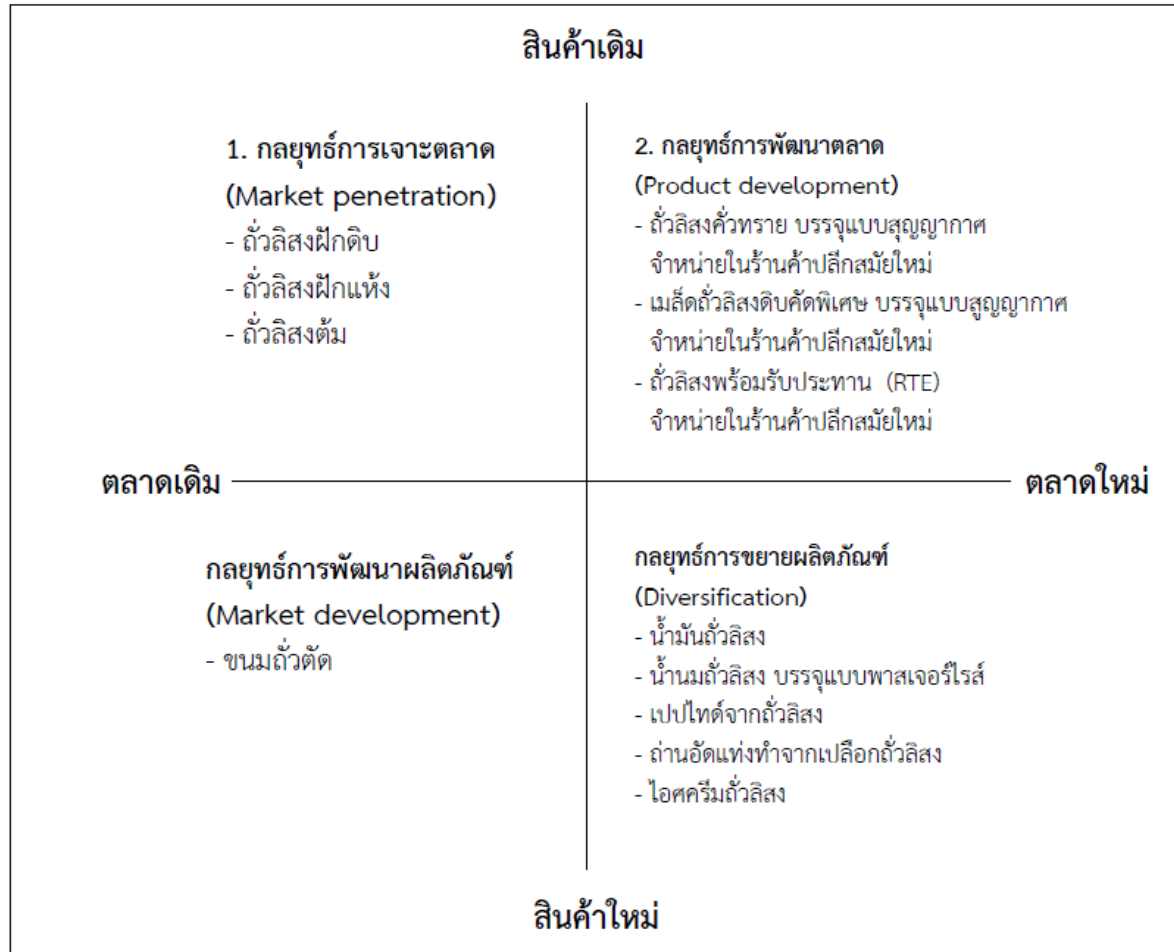 สินค้าเดิม
1. กลยุทธ์การเจาะตลาด
(Market penetration)
- ถั่วลิสงฝักดิบ
- ถั่วลิสงฝักแห้ง
- ถั่วลิสงต้ม
2. กลยุทธ์การพัฒนาตลาด
(Product development)
- ถั่วลิสงคั่วทราย บรรจุแบบสุญญากาศ
จำหน่ายในร้านค้าปลีกสมัยใหม่
- เมล็ดถั่วลิสงดิบคัดพิเศษ บรรจุแบบสูญญากาศ
จำหน่ายในร้านค้าปลีกสมัยใหม่
- ถั่วลิสงพร้อมรับประทาน (RTE)
จำหน่ายในร้านค้าปลีกสมัยใหม่
ตลาดเดิม
ตลาดใหม่
กลยุทธ์การพัฒนาผลิตภัณฑ์
(Market development)
- ขนมถั่วตัด
กลยุทธ์การขยายผลิตภัณฑ์
(Diversification)
- น้ำมันถั่วลิสง
- น้ำนมถั่วลิสง บรรจุแบบพาสเจอร์ไรส์
- เปปไทด์จากถั่วลิสง
- ถ่านอัดแท่งทำจากเปลือกถั่วลิสง
- ไอศครีมถั่วลิสง
สินค้าใหม่